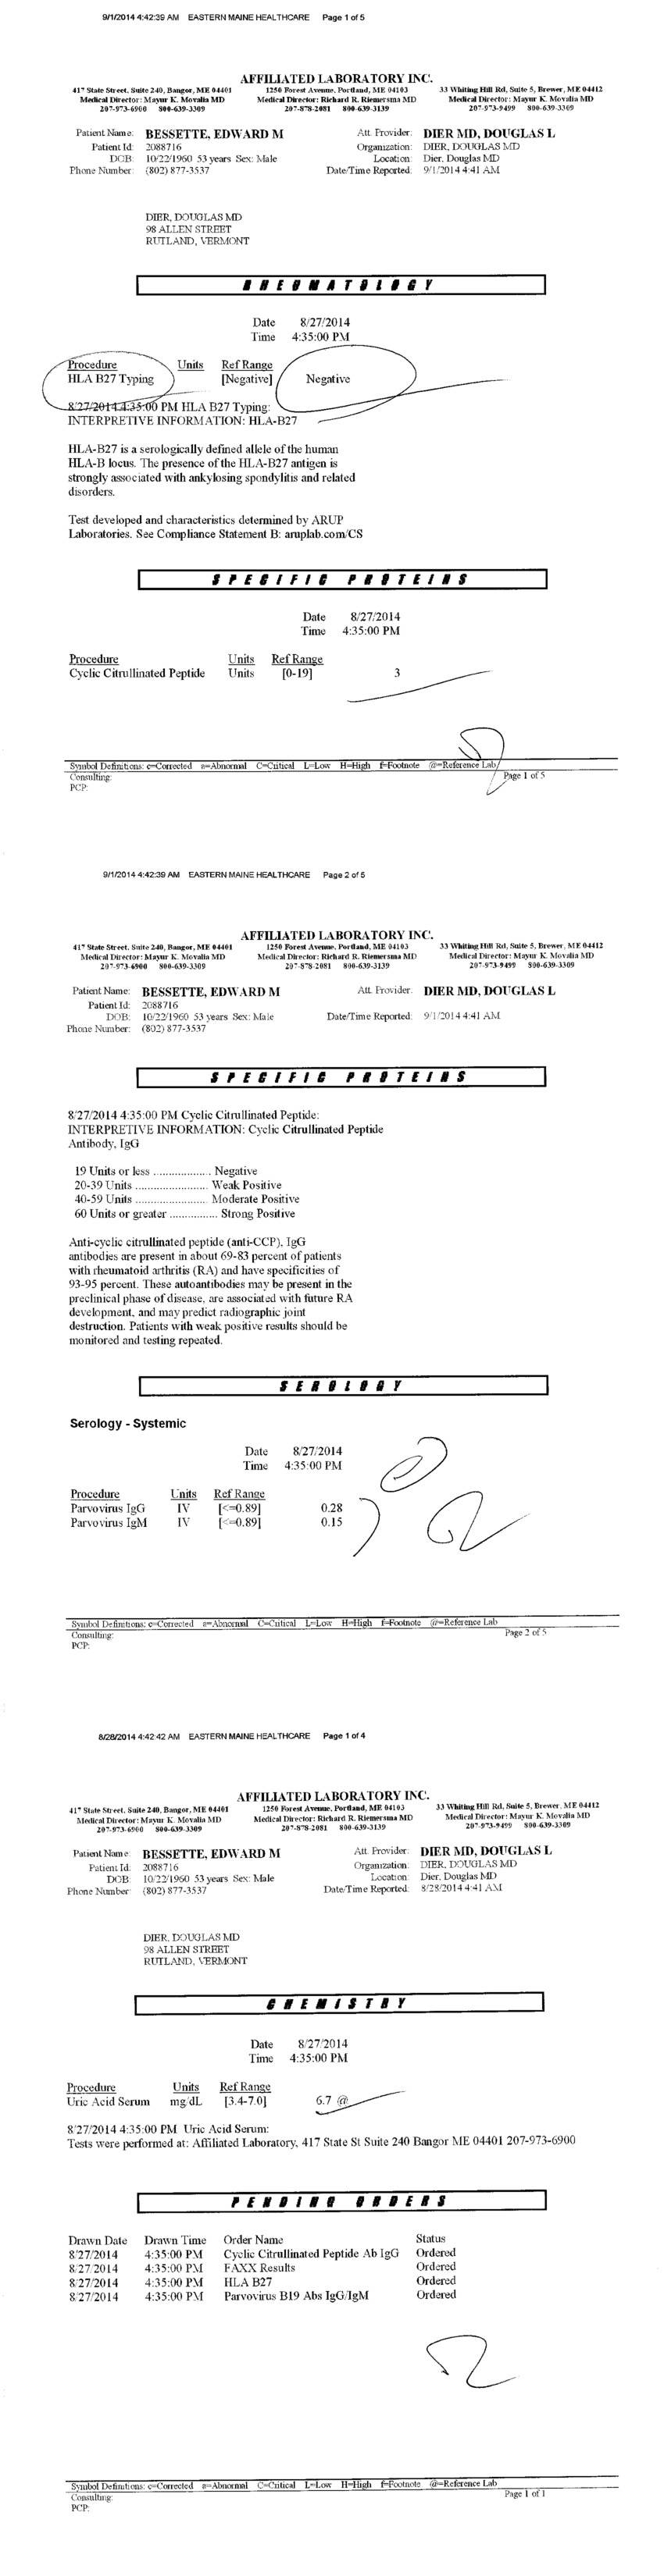 9/1/2014 4:42:39 AM EASTERN MAINE HEALTHCARE Page 1 of 5
AFFILIATED LABORATORY INC.
417 State Street, Suite 240, Bangor, ME 04401 1250 Forest Avenue, Portland, ME 04103 33 Whiting Hill Rd, Suite 5, Brewer, ME 04412
Medical Director: Mayur K. Movalia MD Medical Director: Richard R. Riemersma MD Medical Director: Mayur K. Movalia MD
207-973-6900 800-639-3309 207-878-2081 800-639-3139 207-973-9499 800-639-3309
Patient Name: BESSETTE, EDWARD M Att. Provider: DIER MD, DOUGLAS L
Patient Id: 2088716 Organization: DIER, DOUGLAS MD
DOB: 10/22/1960 53 years Sex: Male Location: Dier, Douglas MD
Phone Number: (802) 877-3537 Date/Time Reported: 9/1/2014 4:41 AM
DIER, DOUGLAS MD
98 ALLEN STREET
RUTLAND, VERMONT
RHEUMATOLOGY
Date 8/27/2014
Time 4:35:00 PM
Procedure Units Ref Range
HLA B27 Typing [Negative] Negative
8/27/2014 4:35:00 PM HLA B27 Typing:
INTERPRETIVE INFORMATION: HLA-B27
HLA-B27 is a serologically defined allele of the human
HLA-B locus. The presence of the HLA-B27 antigen is
strongly associated with ankylosing spondylitis and related
disorders.
Test developed and characteristics determined by ARUP
Laboratories. See Compliance Statement B: aruplab.com/CS
SPECIFIC PROTEINS
Date 8/27/2014
Time 4:35:00 PM
Procedure Units Ref Range
Cyclic Citrullinated Peptide Units [0-19] 3
Symbol Definitions: c=Corrected a=Abnormal C=Critical L=Low H=High f=Footnote @=Reference Lab
Consulting: Page 1 of 5
PCP:
9/1/2014 4:42:39 AM EASTERN MAINE HEALTHCARE Page 2 of 5
AFFILIATED LABORATORY INC.
417 State Street, Suite 240, Bangor, ME 04401 1250 Forest Avenue, Portland, ME 04103 33 Whiting Hill Rd, Suite 5, Brewer, ME 04412
Medical Director: Mayur K. Movalia MD Medical Director: Richard R. Riemersma MD Medical Director: Mayur K. Movalia MD
207-973-6900 800-639-3309 207-878-2081 800-639-3139 207-973-9499 800-639-3309
Patient Name: BESSETTE, EDWARD M Att. Provider: DIER MD, DOUGLAS L
Patient Id: 2088716
DOB: 10/22/1960 53 years Sex: Male Date/Time Reported: 9/1/2014 4:41 AM
Phone Number: (802) 877-3537
SPECIFIC PROTEINS
8/27/2014 4:35:00 PM Cyclic Citrullinated Peptide:
INTERPRETIVE INFORMATION: Cyclic Citrullinated Peptide
Antibody, IgG
19 Units or less ................... Negative
20-39 Units ........................ Weak Positive
40-59 Units ........................ Moderate Positive
60 Units or greater ................ Strong Positive
Anti-cyclic citrullinated peptide (anti-CCP), IgG
antibodies are present in about 69-83 percent of patients
with rheumatoid arthritis (RA) and have specificities of
93-95 percent. These autoantibodies may be present in the
preclinical phase of disease, are associated with future RA
development, and may predict radiographic joint
destruction. Patients with weak positive results should be
monitored and testing repeated.
SEROLOGY
Serology - Systemic
Date 8/27/2014
Time 4:35:00 PM
Procedure Units Ref Range
Parvovirus IgG IV [<=0.89] 0.28
Parvovirus IgM IV [<=0.89] 0.15
Symbol Definitions: c=Corrected a=Abnormal C=Critical L=Low H=High f=Footnote @=Reference Lab
Consulting: Page 2 of 5
PCP:
8/28/2014 4:42:42 AM EASTERN MAINE HEALTHCARE Page 1 of 4
AFFILIATED LABORATORY INC.
417 State Street, Suite 240, Bangor, ME 04401 1250 Forest Avenue, Portland, ME 04103 33 Whiting Hill Rd, Suite 5, Brewer, ME 04412
Medical Director: Mayur K. Movalia MD Medical Director: Richard R. Riemersma MD Medical Director: Mayur K. Movalia MD
207-973-6900 800-639-3309 207-878-2081 800-639-3139 207-973-9499 800-639-3309
Patient Name: BESSETTE, EDWARD M Att. Provider: DIER MD, DOUGLAS L
Patient Id: 2088716 Organization: DIER, DOUGLAS MD
DOB: 10/22/1960 53 years Sex: Male Location: Dier, Douglas MD
Phone Number: (802) 877-3537 Date/Time Reported: 8/28/2014 4:41 AM
DIER, DOUGLAS MD
98 ALLEN STREET
RUTLAND, VERMONT
CHEMISTRY
Date 8/27/2014
Time 4:35:00 PM
Procedure Units Ref Range
Uric Acid Serum mg/dL [3.4-7.0] 6.7 @
8/27/2014 4:35:00 PM Uric Acid Serum:
Tests were performed at: Affiliated Laboratory, 417 State St Suite 240 Bangor ME 04401 207-973-6900
PENDING ORDERS
Drawn Date Drawn Time Order Name Status
8/27/2014 4:35:00 PM Cyclic Citrullinated Peptide Ab IgG Ordered
8/27/2014 4:35:00 PM FAXX Results Ordered
8/27/2014 4:35:00 PM HLA B27 Ordered
8/27/2014 4:35:00 PM Parvovirus B19 Abs IgG/IgM Ordered
Symbol Definitions: c=Corrected a=Abnormal C=Critical L=Low H=High f=Footnote @=Reference Lab
Consulting: Page 1 of 1
PCP: